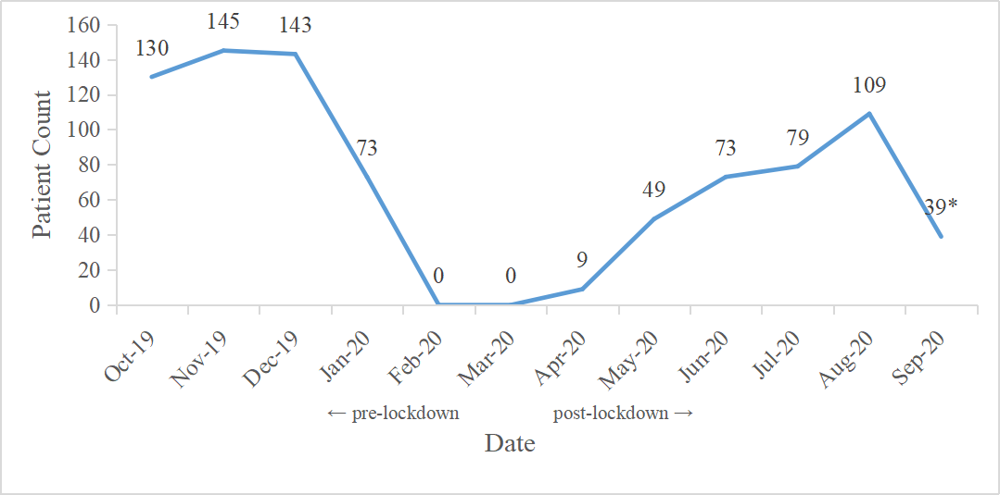 160
140
120
100
80
60
40
20
0
Patient Count
130
145
143
73
0
0
9
49
73
79
109
39*
Oct-19
Nov-19
Dec-19
Jan-20
Feb-20
Mar-20
Apr-20
May-20
Jun-20
Jul-20
Aug-20
Sep-20
← pre-lockdown
post-lockdown →
Date